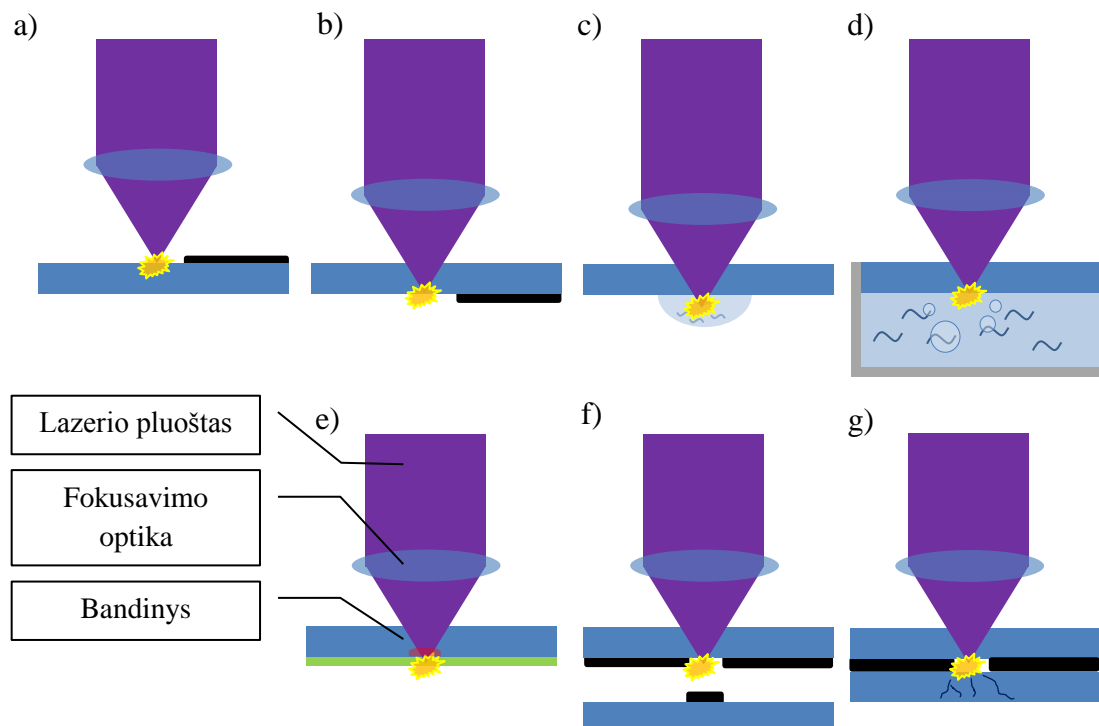 a)
b)
c)
d)
Lazerio pluoštas
e)
f)
g)
Fokusavimo
optika
Bandinys